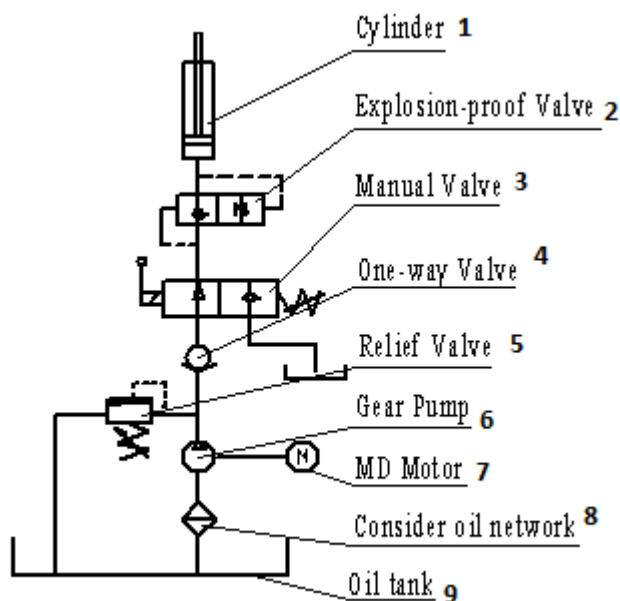 Cylinder 1
Explosion-proof Valve 2
Manual Valve 3
One-way Valve 4
Relief Valve 5
Gear Pump 6
M
MD Motor 7
Consider oil network 8
Oil tank 9